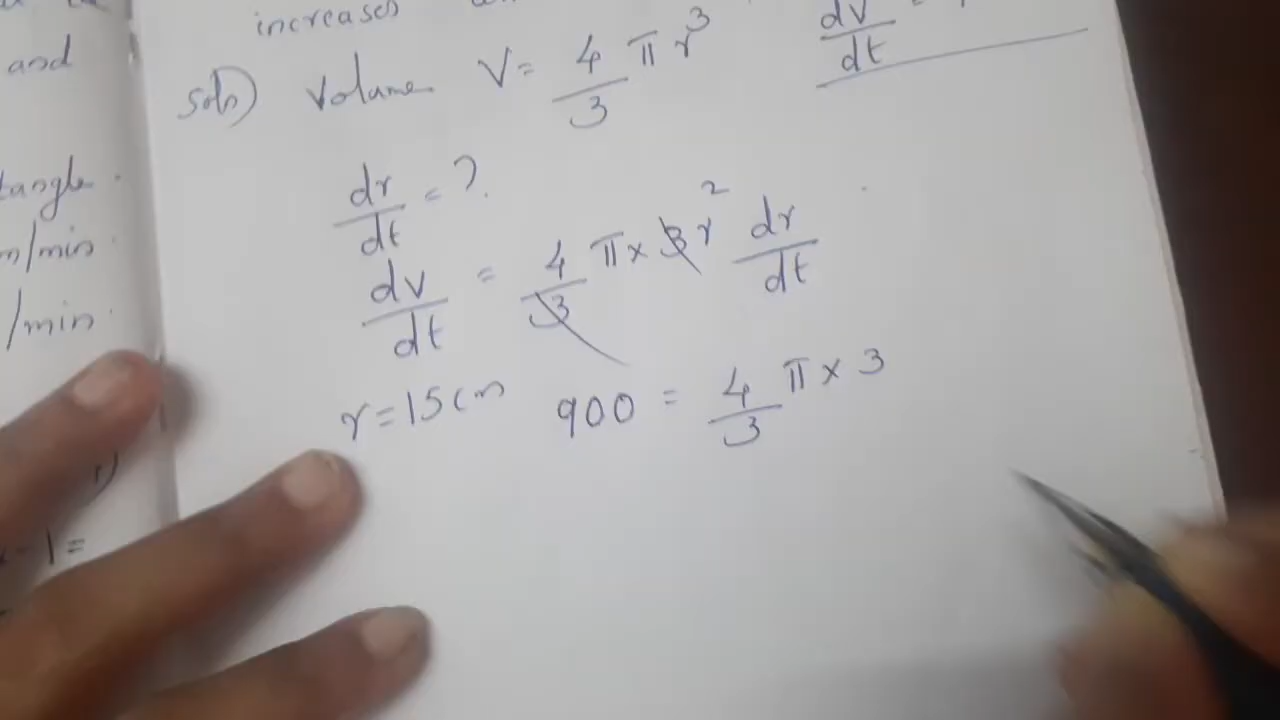 increases
and
Soln) Volume V = 4/3 π r³
dv/dt =
dr/dt = ?
tangle.
dv/dt = 4/3 π × 3r² dr/dt
m/min.
/min.
r = 15 cm 900 = 4/3 π × 3
- 1 =